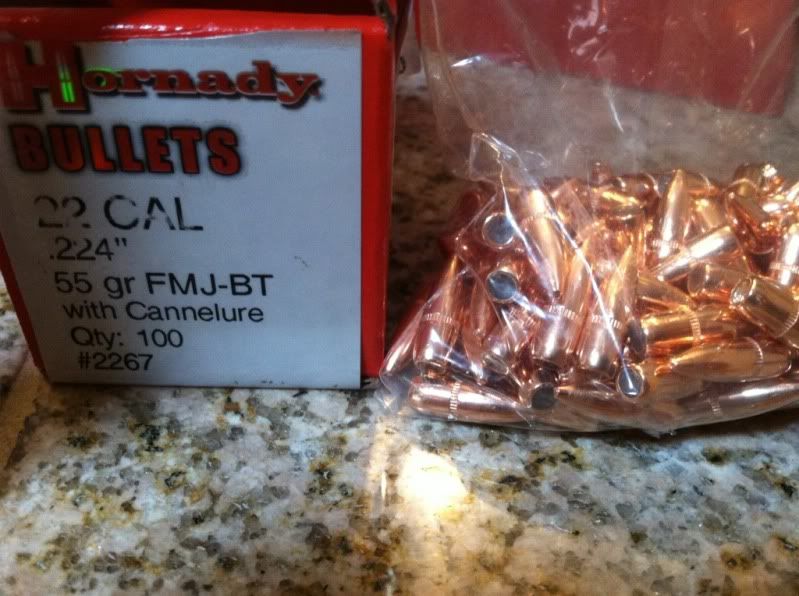 Hornady
BULLETS
22 CAL
.224"
55 gr FMJ-BT
with Cannelure
Qty: 100
#2267